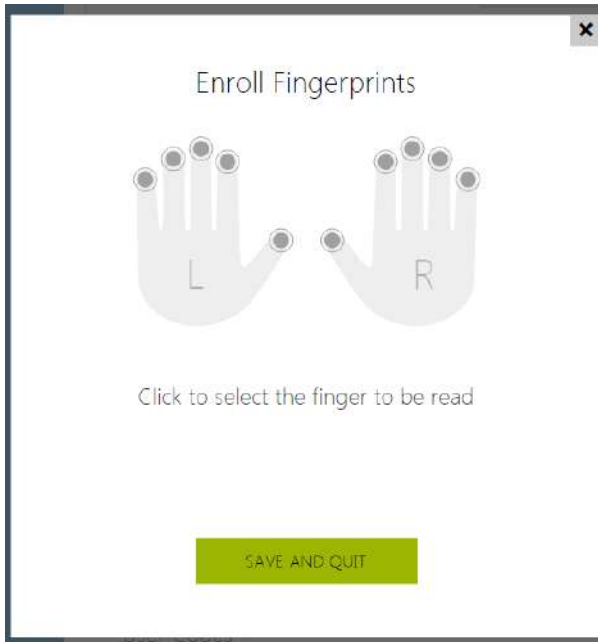 Enroll Fingerprints
L
R
Click to select the finger to be read
SAVE AND QUIT